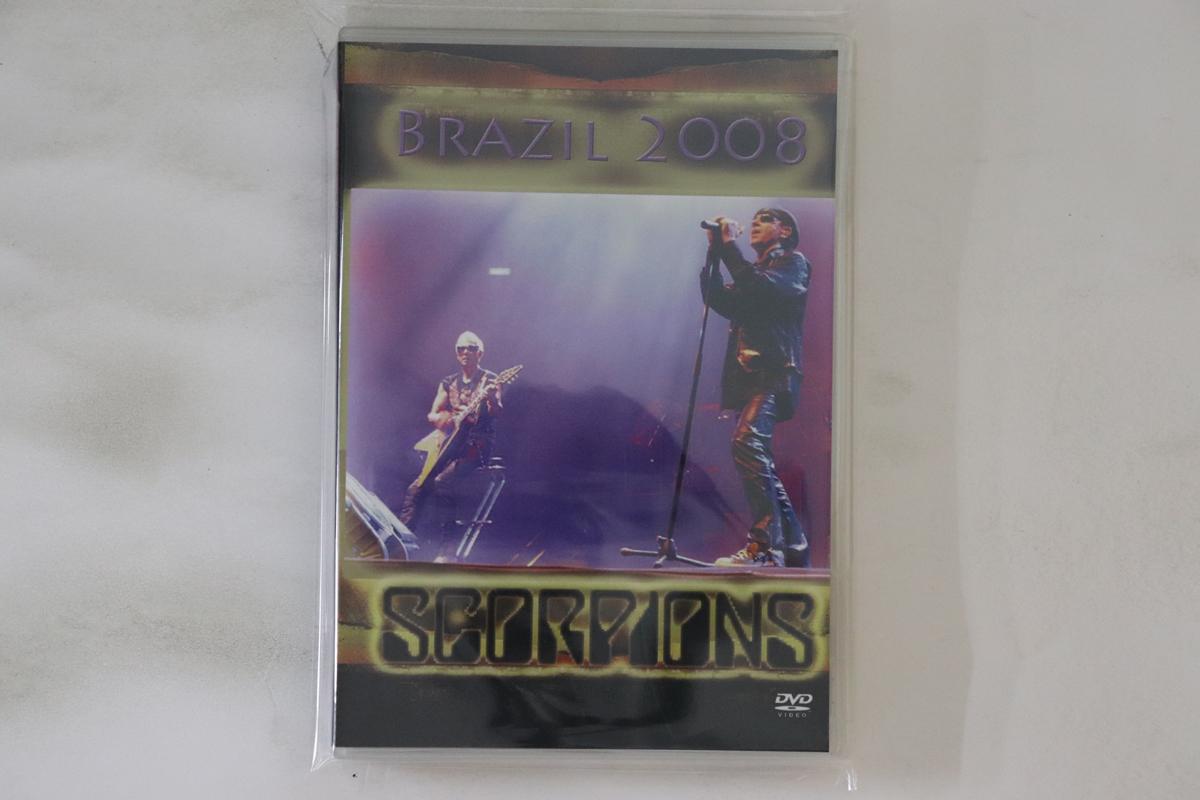 BRAZIL 2008
SCORPIONS
DVD
VIDEO